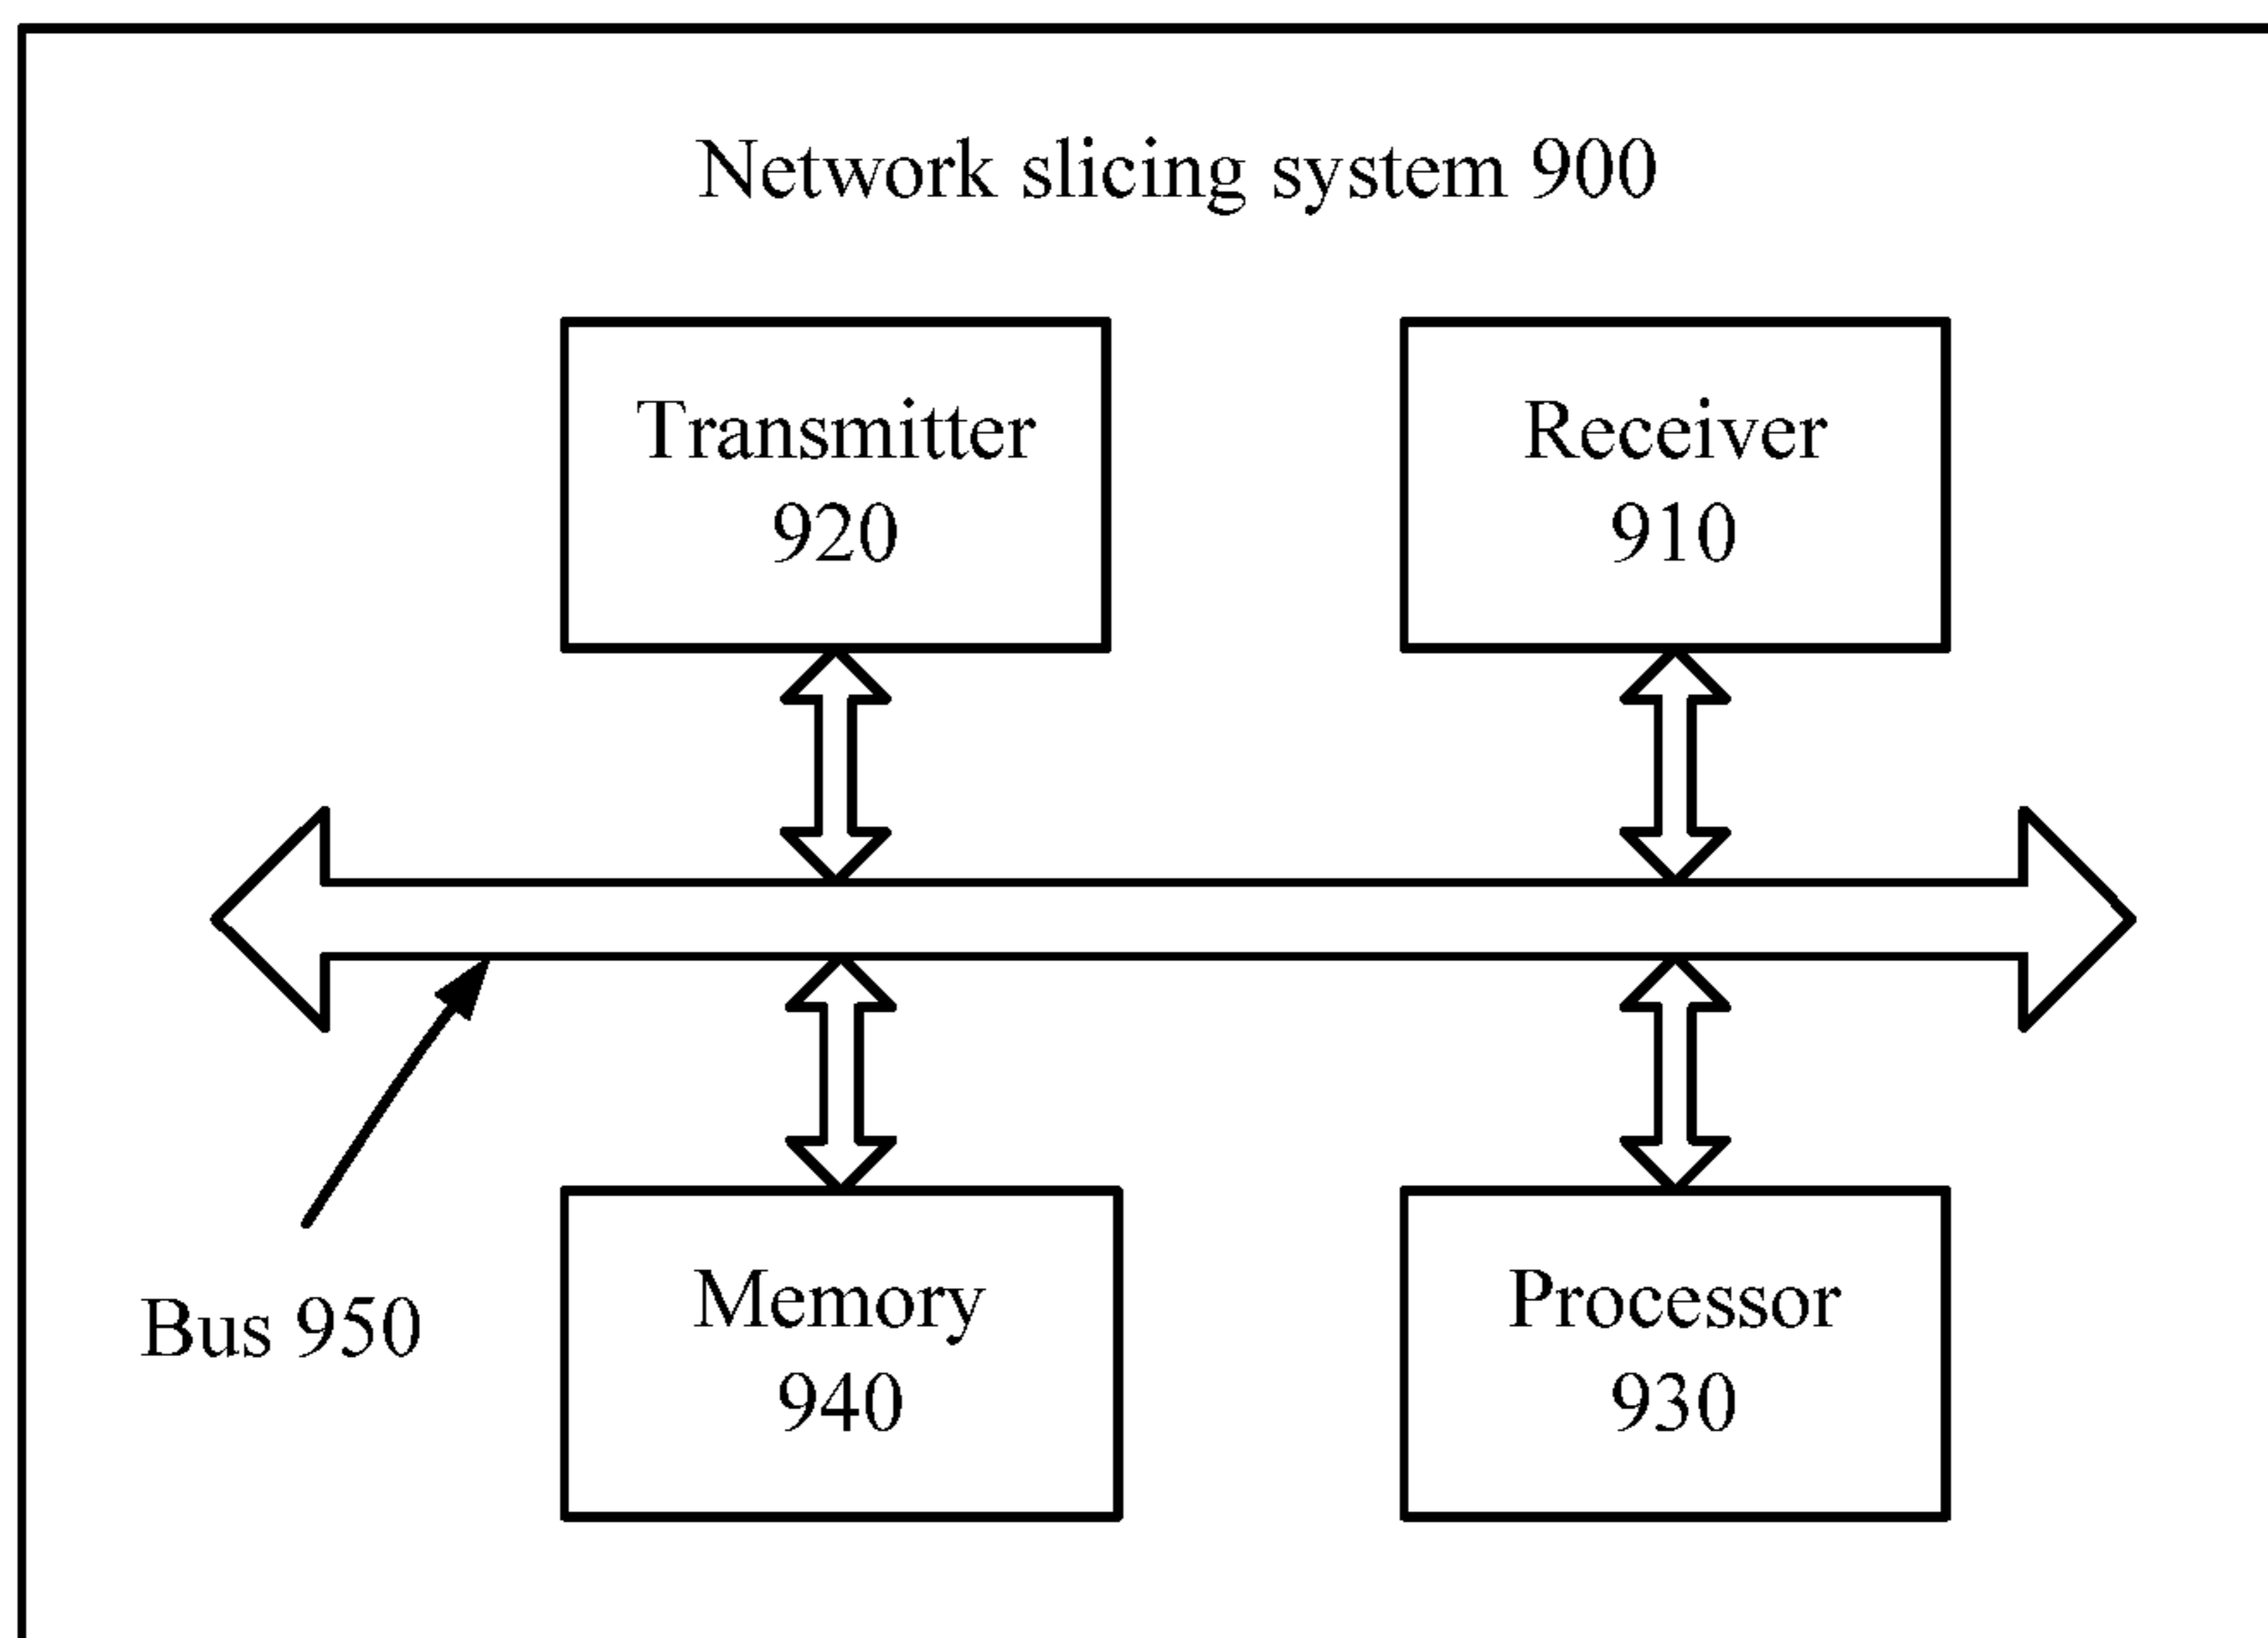 Network slicing system 900
Transmitter
920
Receiver
910
Bus 950
Memory
940
Processor
930